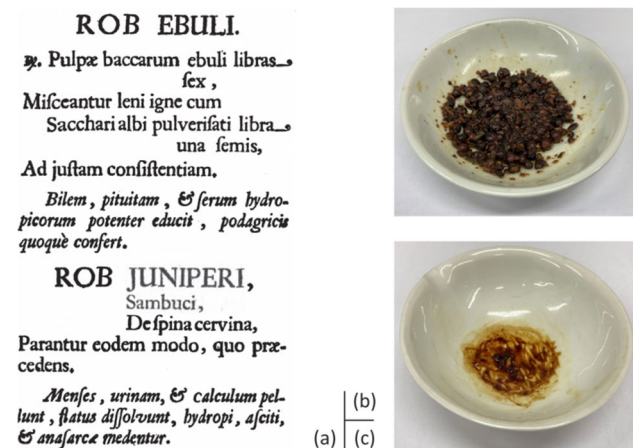 ROB EBULI.
℞. Pulpæ baccarum ebuli libras
ſex,
Miſceantur leni igne cum
Sacchari albi pulveriſati libra
una ſemis,
Ad juſtam conſiſtentiam.
Bilem, pituitam, & ſerum hydro-
picorum potenter educit, podagricis
quoquè confert.
ROB JUNIPERI,
Sambuci,
De ſpina cervina,
Parantur eodem modo, quo præ-
cedens.
Menſes, urinam, & calculum pel-
lunt, flatus diſſolvunt, hydropi, aſciti,
& anaſarcæ medentur.
(a)
(b)
(c)